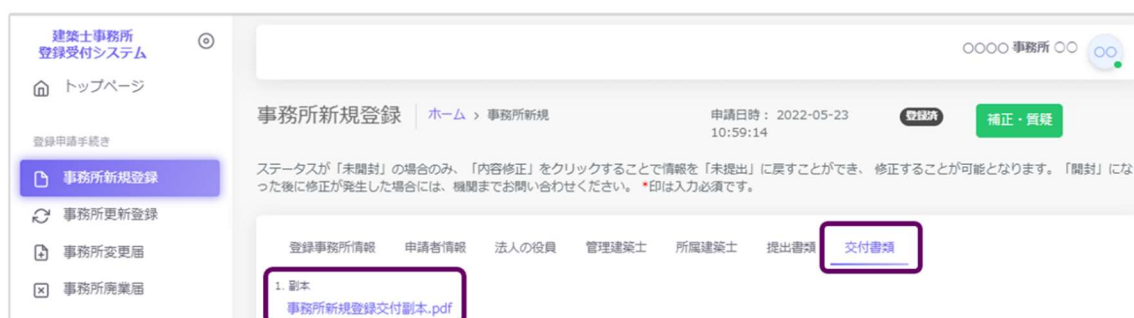 建築士事務所
登録受付システム
〇〇〇〇 事務所 〇〇
〇〇
トップページ
事務所新規登録
ホーム › 事務所新規
申請日時： 2022-05-23
10:59:14
登録済
補正・質疑
登録申請手続き
ステータスが「未開封」の場合のみ、「内容修正」をクリックすることで情報を「未提出」に戻すことができ、 修正することが可能となります。「開封」にな
った後に修正が発生した場合には、機関までお問い合わせください。 *印は入力必須です。
事務所新規登録
事務所更新登録
事務所変更届
事務所廃業届
登録事務所情報 申請者情報 法人の役員 管理建築士 所属建築士 提出書類 交付書類
1. 副本
事務所新規登録交付副本.pdf